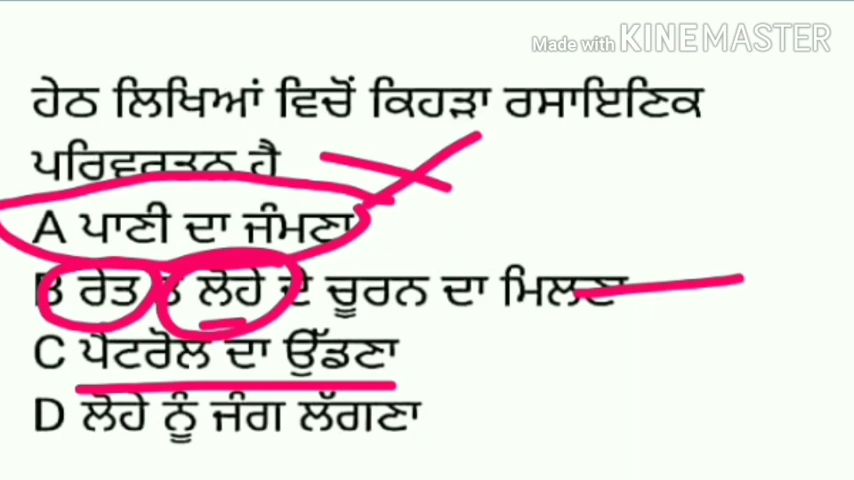 Made with KINEMASTER
ਹੇਠ ਲਿਖਿਆਂ ਵਿਚੋਂ ਕਿਹੜਾ ਰਸਾਇਣਿਕ
ਪਰਿਵਰਤਨ ਹੈ
A ਪਾਣੀ ਦਾ ਜੰਮਣਾ
B ਰੇਤ ਤੇ ਲੋਹੇ ਦੇ ਚੂਰਨ ਦਾ ਮਿਲਣਾ
C ਪੈਟਰੋਲ ਦਾ ਉੱਡਣਾ
D ਲੋਹੇ ਨੂੰ ਜੰਗ ਲੱਗਣਾ